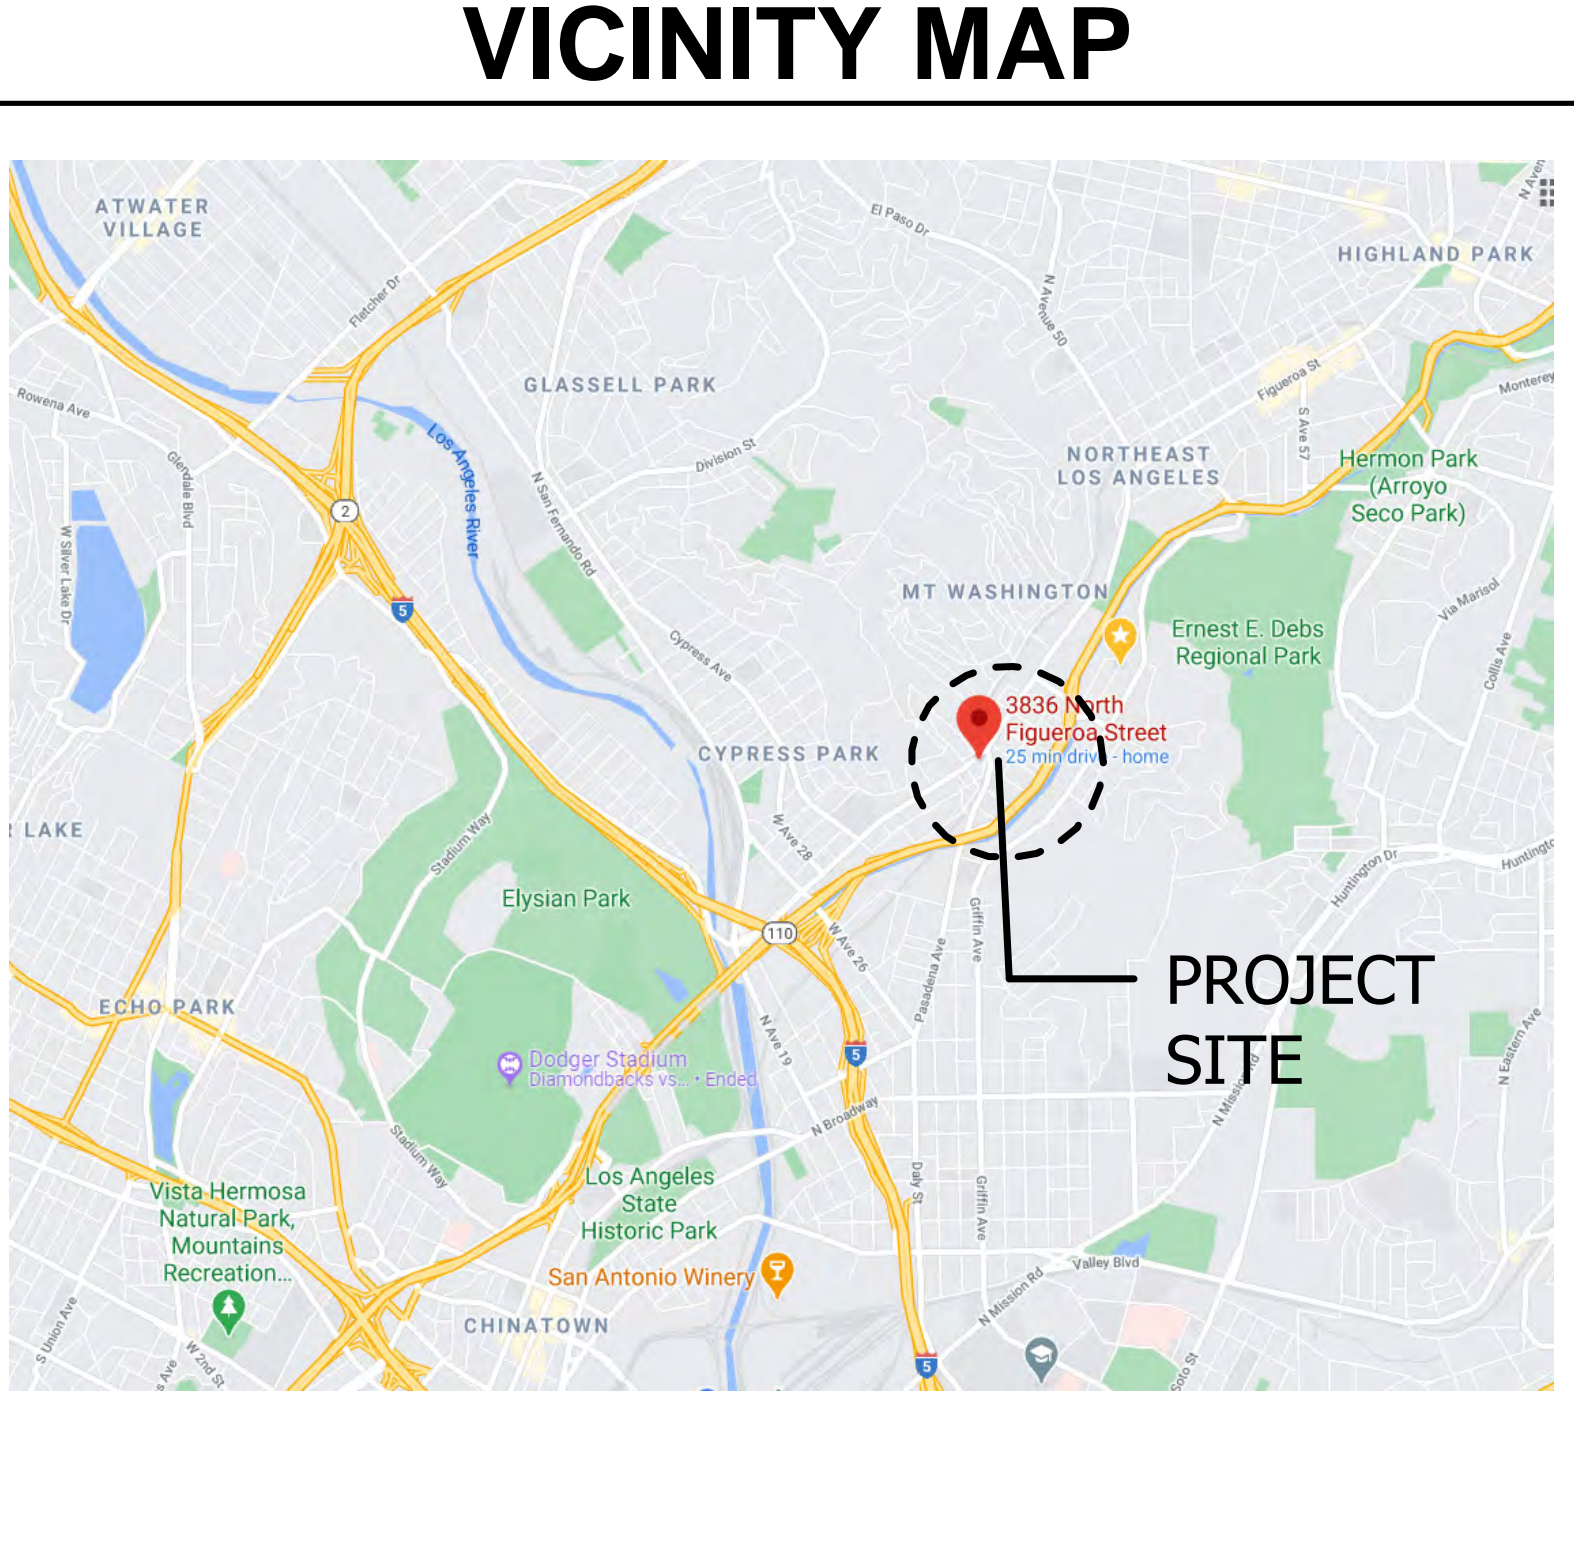 VICINITY MAP
ATWATER
VILLAGE
El Paso Dr
N Aven
HIGHLAND PARK
Fletcher Dr
N Avenue 50
GLASSELL PARK
Figueroa St
Monterey
Rowena Ave
Los Angeles River
Division St
S Ave 57
NORTHEAST
LOS ANGELES
Hermon Park
(Arroyo
Seco Park)
Glendale Blvd
N San Fernando Rd
2
W Silver Lake Dr
5
MT WASHINGTON
Via Marisol
Ernest E. Debs
Regional Park
Cypress Ave
Collis Ave
3836 North
Figueroa Street
25 min drive - home
CYPRESS PARK
R LAKE
Stadium Way
W Ave 28
Huntington Dr
Huntingto
Elysian Park
110
Griffin Ave
W Ave 26
Pasadena Ave
PROJECT
SITE
ECHO PARK
N Ave 19
5
N Eastern Ave
Dodger Stadium
Diamondbacks vs... • Ended
N Mission Rd
N Broadway
Stadium Way
Los Angeles
State
Historic Park
Daly St
Griffin Ave
Vista Hermosa
Natural Park,
Mountains
Recreation...
San Antonio Winery
Valley Blvd
N Mission Rd
CHINATOWN
S Union Ave
W 2nd St
s Ave
5
Soto St